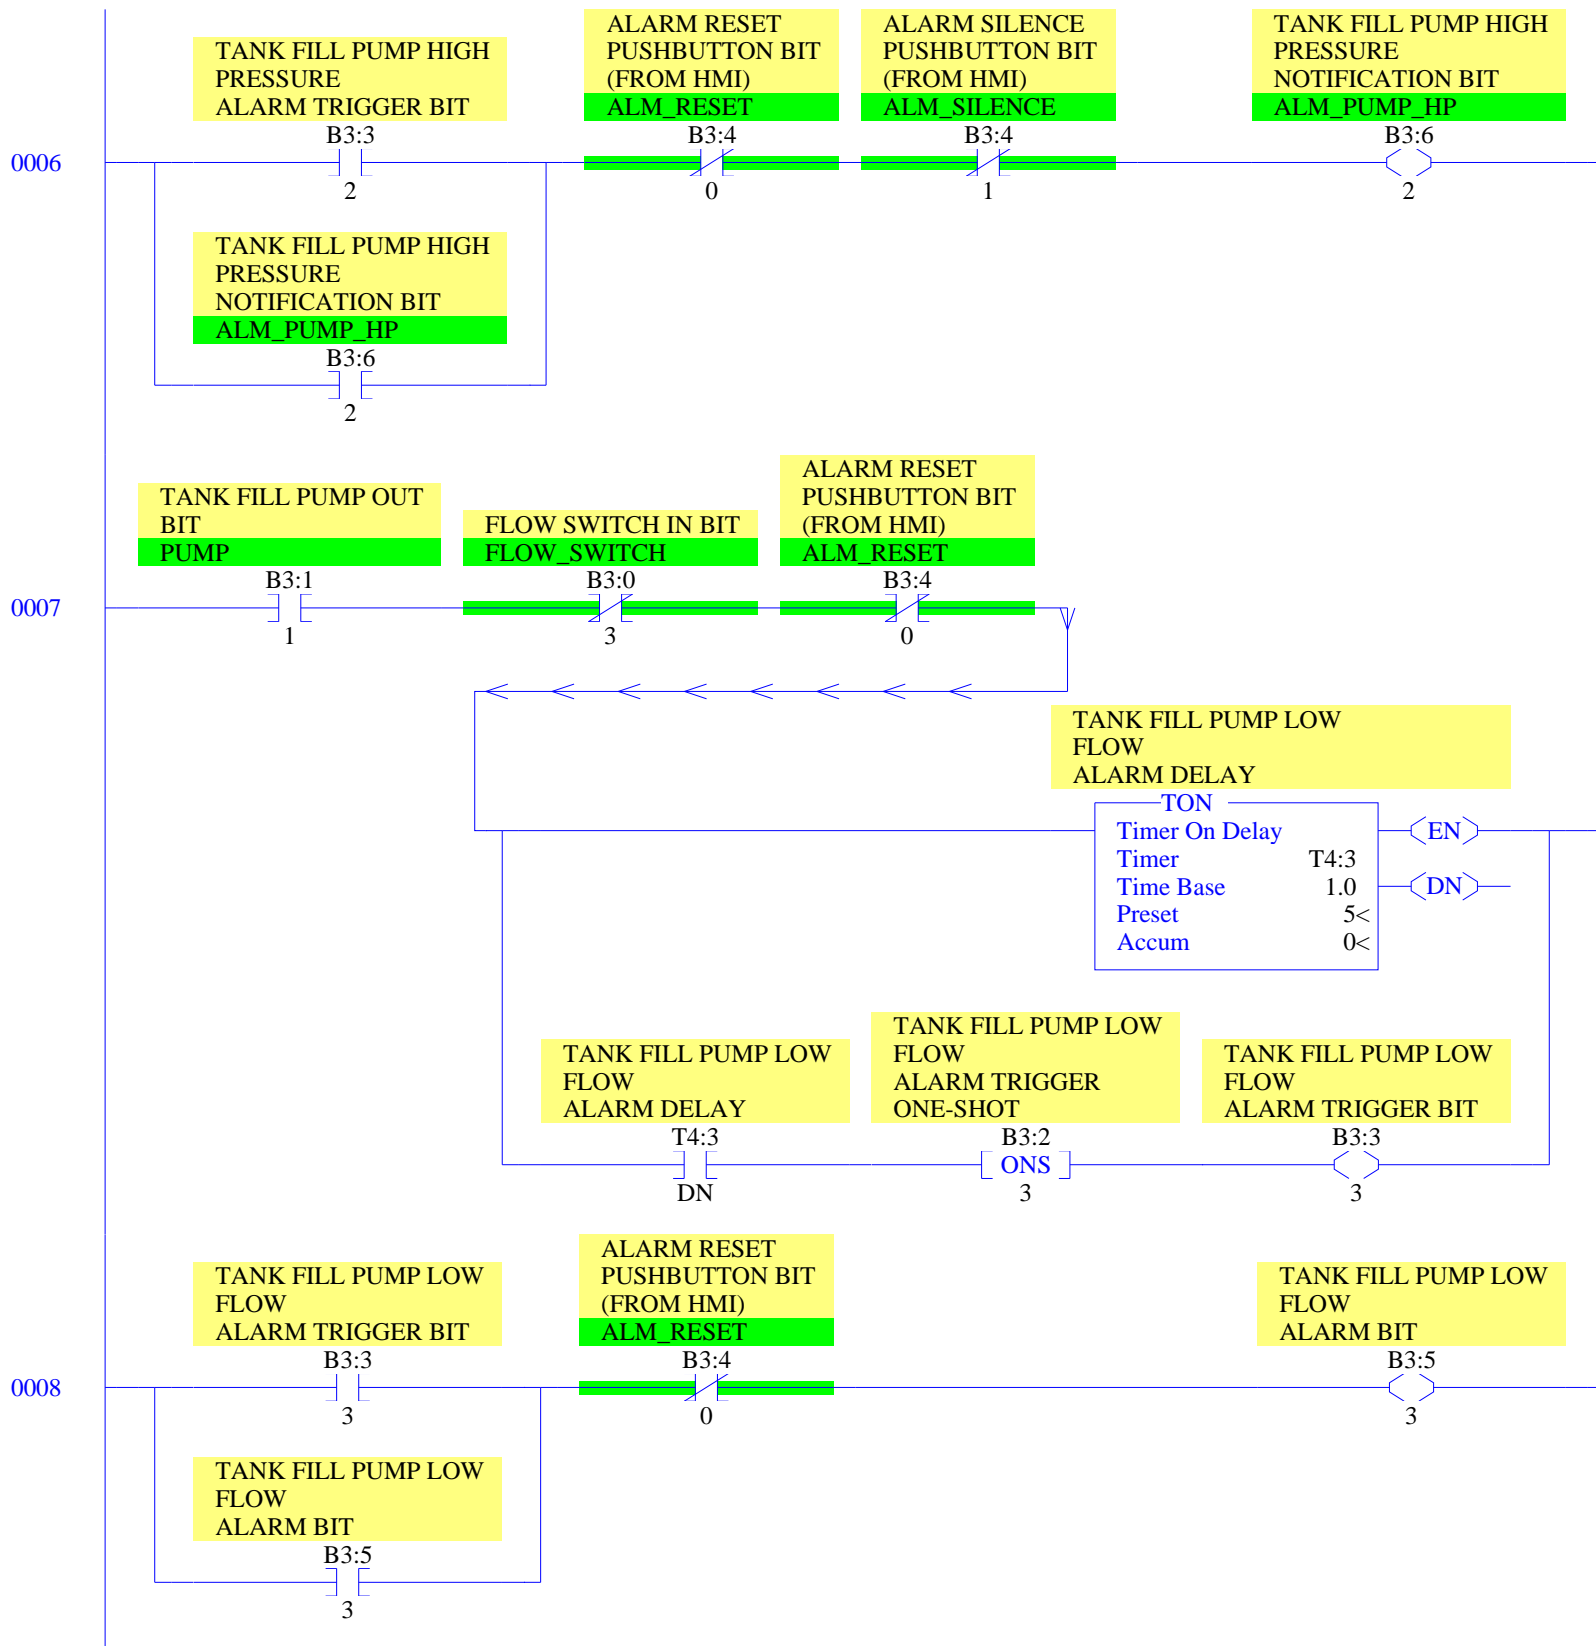 TANK FILL PUMP HIGH
PRESSURE
ALARM TRIGGER BIT
B3:3
2
ALARM RESET
PUSHBUTTON BIT
(FROM HMI)
ALM_RESET
B3:4
0
ALARM SILENCE
PUSHBUTTON BIT
(FROM HMI)
ALM_SILENCE
B3:4
1
TANK FILL PUMP HIGH
PRESSURE
NOTIFICATION BIT
ALM_PUMP_HP
B3:6
2
0006
TANK FILL PUMP HIGH
PRESSURE
NOTIFICATION BIT
ALM_PUMP_HP
B3:6
2
0007
TANK FILL PUMP OUT
BIT
PUMP
B3:1
1
FLOW SWITCH IN BIT
FLOW_SWITCH
B3:0
3
ALARM RESET
PUSHBUTTON BIT
(FROM HMI)
ALM_RESET
B3:4
0
TANK FILL PUMP LOW
FLOW
ALARM DELAY
TON
Timer On Delay
Timer T4:3
Time Base 1.0
Preset 5<
Accum 0<
EN
DN
TANK FILL PUMP LOW
FLOW
ALARM DELAY
T4:3
DN
TANK FILL PUMP LOW
FLOW
ALARM TRIGGER
ONE-SHOT
B3:2
ONS
3
TANK FILL PUMP LOW
FLOW
ALARM TRIGGER BIT
B3:3
3
0008
TANK FILL PUMP LOW
FLOW
ALARM TRIGGER BIT
B3:3
3
ALARM RESET
PUSHBUTTON BIT
(FROM HMI)
ALM_RESET
B3:4
0
TANK FILL PUMP LOW
FLOW
ALARM BIT
B3:5
3
TANK FILL PUMP LOW
FLOW
ALARM BIT
B3:5
3